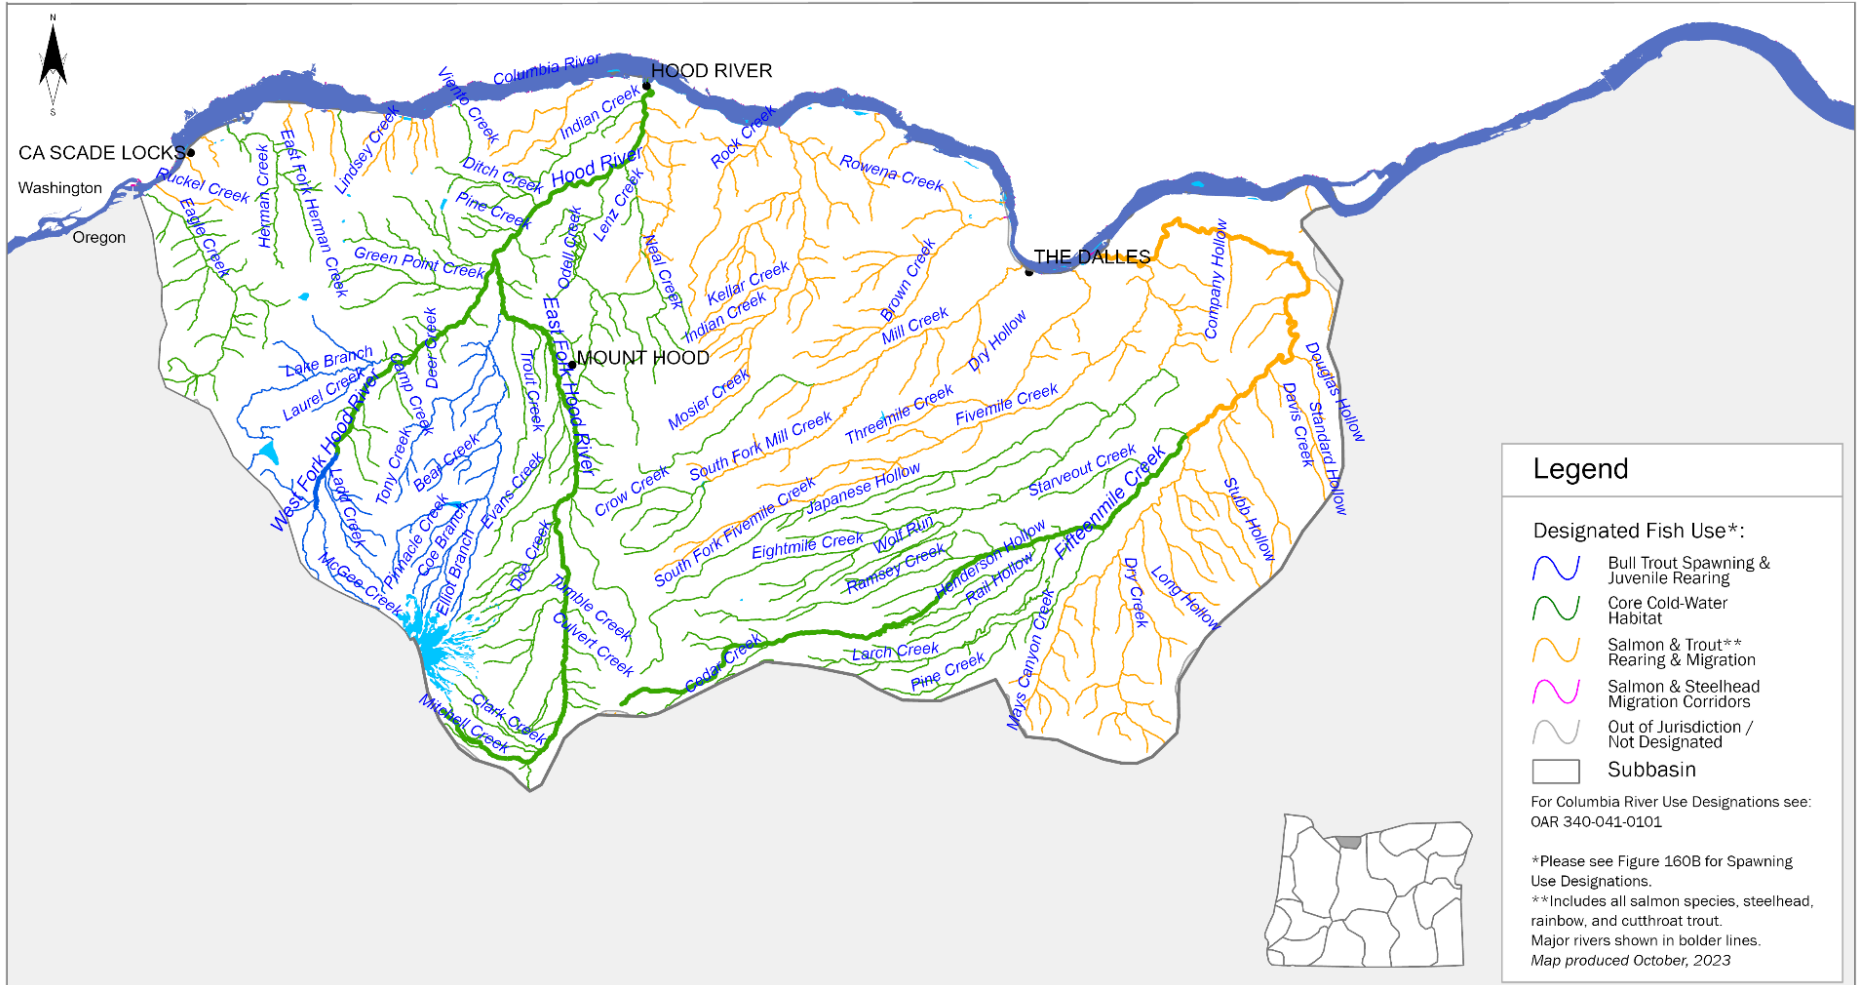 N
S
Columbia River
HOOD RIVER
Viento Creek
Indian Creek
Lindsey Creek
Rock Creek
CA SCADE LOCKS
East Fork Herman Creek
Herman Creek
Ditch Creek
Hood River
Rowena Creek
Washington
Ruckel Creek
Pine Creek
Lenz Creek
Oregon
Eagle Creek
Odell Creek
Neal Creek
Green Point Creek
Kellar Creek
Brown Creek
THE DALLES
Company Hollow
Indian Creek
Mill Creek
Dry Hollow
East Fork Hood River
MOUNT HOOD
Lake Branch
Deer Creek
Camp Creek
Laurel Creek
Trout Creek
Mosier Creek
Douglas Hollow
Davis Creek
Standard Hollow
Threemile Creek
Fivemile Creek
South Fork Mill Creek
West Fork Hood River
Tony Creek
Bear Creek
Ladd Creek
Evans Creek
Crow Creek
Japanese Hollow
Starveout Creek
Fifteenmile Creek
Stubb Hollow
South Fork Fivemile Creek
Eightmile Creek
Wolf Run
Pinnacle Creek
Coe Branch
Elliot Branch
Doe Creek
McGee Creek
Tumble Creek
Culvert Creek
Ramsey Creek
Henderson Hollow
Rail Hollow
Dry Creek
Long Hollow
Mays Canyon Creek
Cedar Creek
Larch Creek
Pine Creek
Clark Creek
Mitchell Creek
Legend
Designated Fish Use*:
Bull Trout Spawning &
Juvenile Rearing
Core Cold-Water
Habitat
Salmon & Trout**
Rearing & Migration
Salmon & Steelhead
Migration Corridors
Out of Jurisdiction /
Not Designated
Subbasin
For Columbia River Use Designations see:
OAR 340-041-0101
*Please see Figure 160B for Spawning
Use Designations.
**Includes all salmon species, steelhead,
rainbow, and cutthroat trout.
Major rivers shown in bolder lines.
Map produced October, 2023